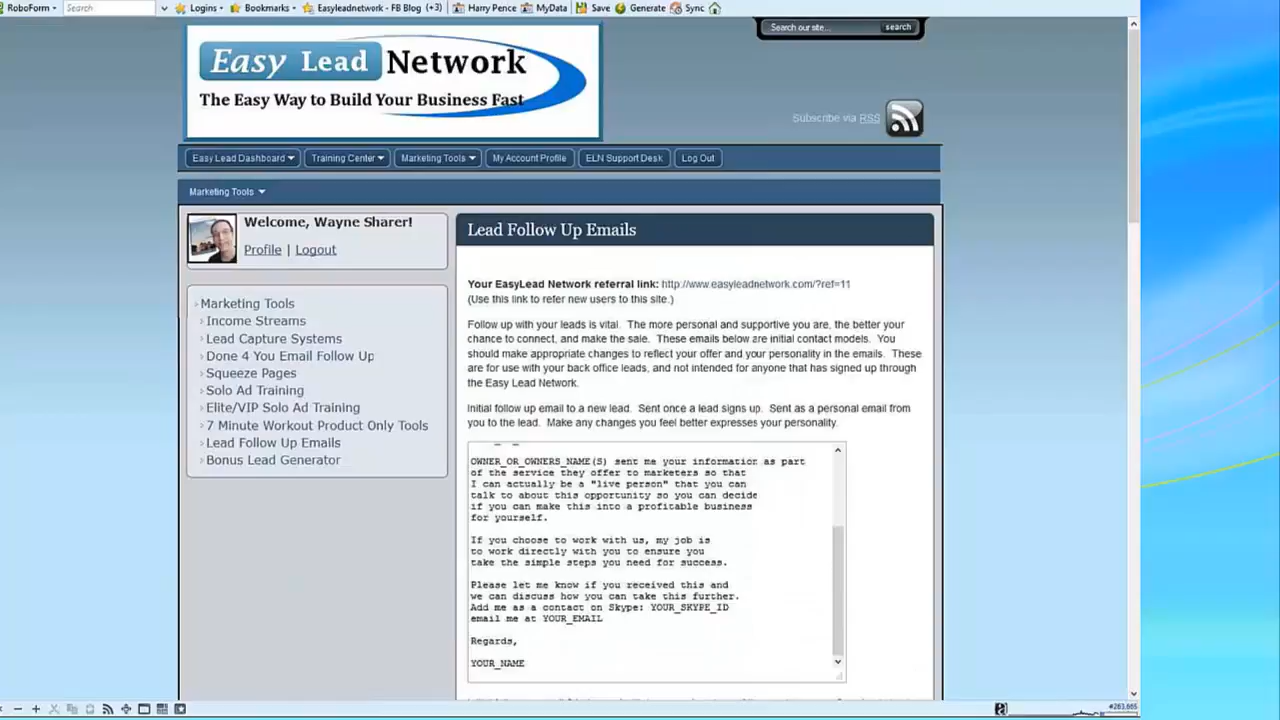 RoboForm Search Logins Bookmarks Easyleadnetwork - FB Blog (+3) Harry Pence MyData Save Generate Sync
Search our site... search
Easy Lead Network
The Easy Way to Build Your Business Fast
Subscribe via RSS
Easy Lead Dashboard Training Center Marketing Tools My Account Profile ELN Support Desk Log Out
Marketing Tools
Welcome, Wayne Sharer!
Profile | Logout
Marketing Tools
Income Streams
Lead Capture Systems
Done 4 You Email Follow Up
Squeeze Pages
Solo Ad Training
Elite/VIP Solo Ad Training
7 Minute Workout Product Only Tools
Lead Follow Up Emails
Bonus Lead Generator
Lead Follow Up Emails
Your EasyLead Network referral link: http://www.easyleadnetwork.com/?ref=11
(Use this link to refer new users to this site.)
Follow up with your leads is vital. The more personal and supportive you are, the better your
chance to connect, and make the sale. These emails below are initial contact models. You
should make appropriate changes to reflect your offer and your personality in the emails. These
are for use with your back office leads, and not intended for anyone that has signed up through
the Easy Lead Network.
Initial follow up email to a new lead. Sent once a lead signs up. Sent as a personal email from
you to the lead. Make any changes you feel better expresses your personality.
OWNER_OR_OWNERS_NAME(S) sent me your information as part
of the service they offer to marketers so that
I can actually be a "live person" that you can
talk to about this opportunity so you can decide
if you can make this into a profitable business
for yourself.
If you choose to work with us, my job is
to work directly with you to ensure you
take the simple steps you need for success.
Please let me know if you received this and
we can discuss how you can take this further.
Add me as a contact on Skype: YOUR_SKYPE_ID
email me at YOUR_EMAIL
Regards,
YOUR_NAME
#263,665